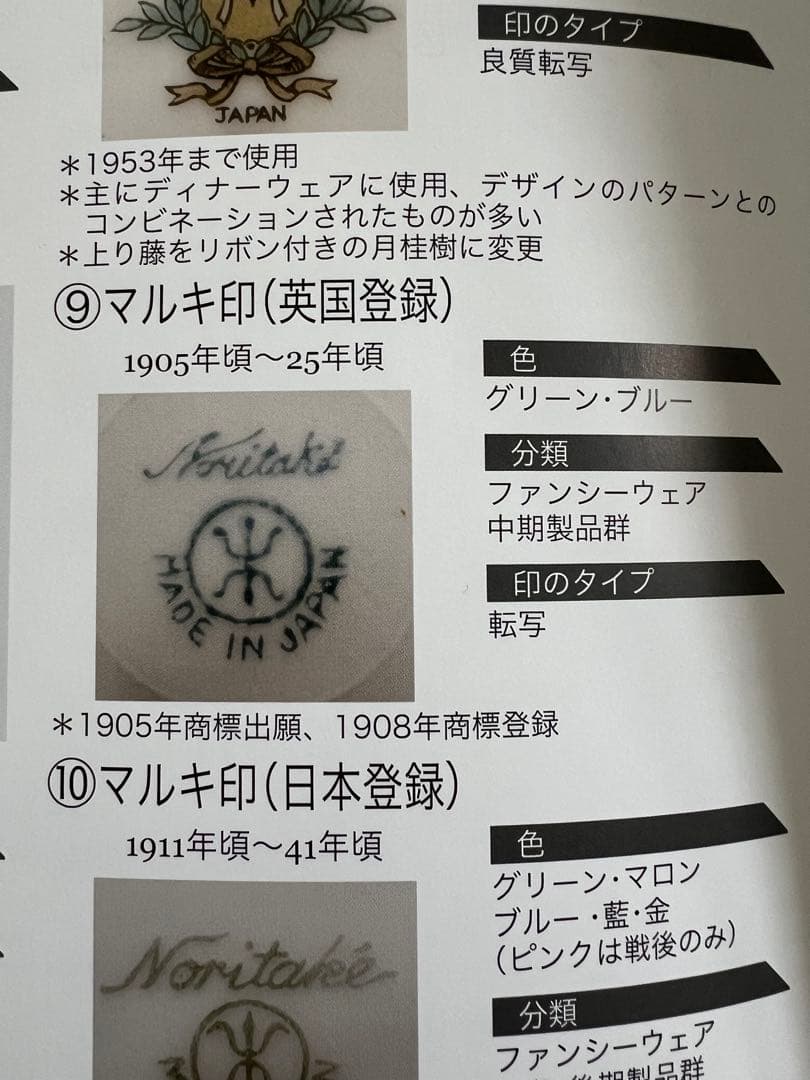 JAPAN
印のタイプ
良質転写
＊1953年まで使用
＊主にディナーウェアに使用、デザインのパターンとの
コンビネーションされたものが多い
＊上り藤をリボン付きの月桂樹に変更
⑨マルキ印(英国登録)
1905年頃〜25年頃
Noritaké
MADE IN JAPAN
色
グリーン・ブルー
分類
ファンシーウェア
中期製品群
印のタイプ
転写
＊1905年商標出願、1908年商標登録
⑩マルキ印(日本登録)
1911年頃〜41年頃
Noritaké
色
グリーン・マロン
ブルー・藍・金
(ピンクは戦後のみ)
分類
ファンシーウェア
後期製品群